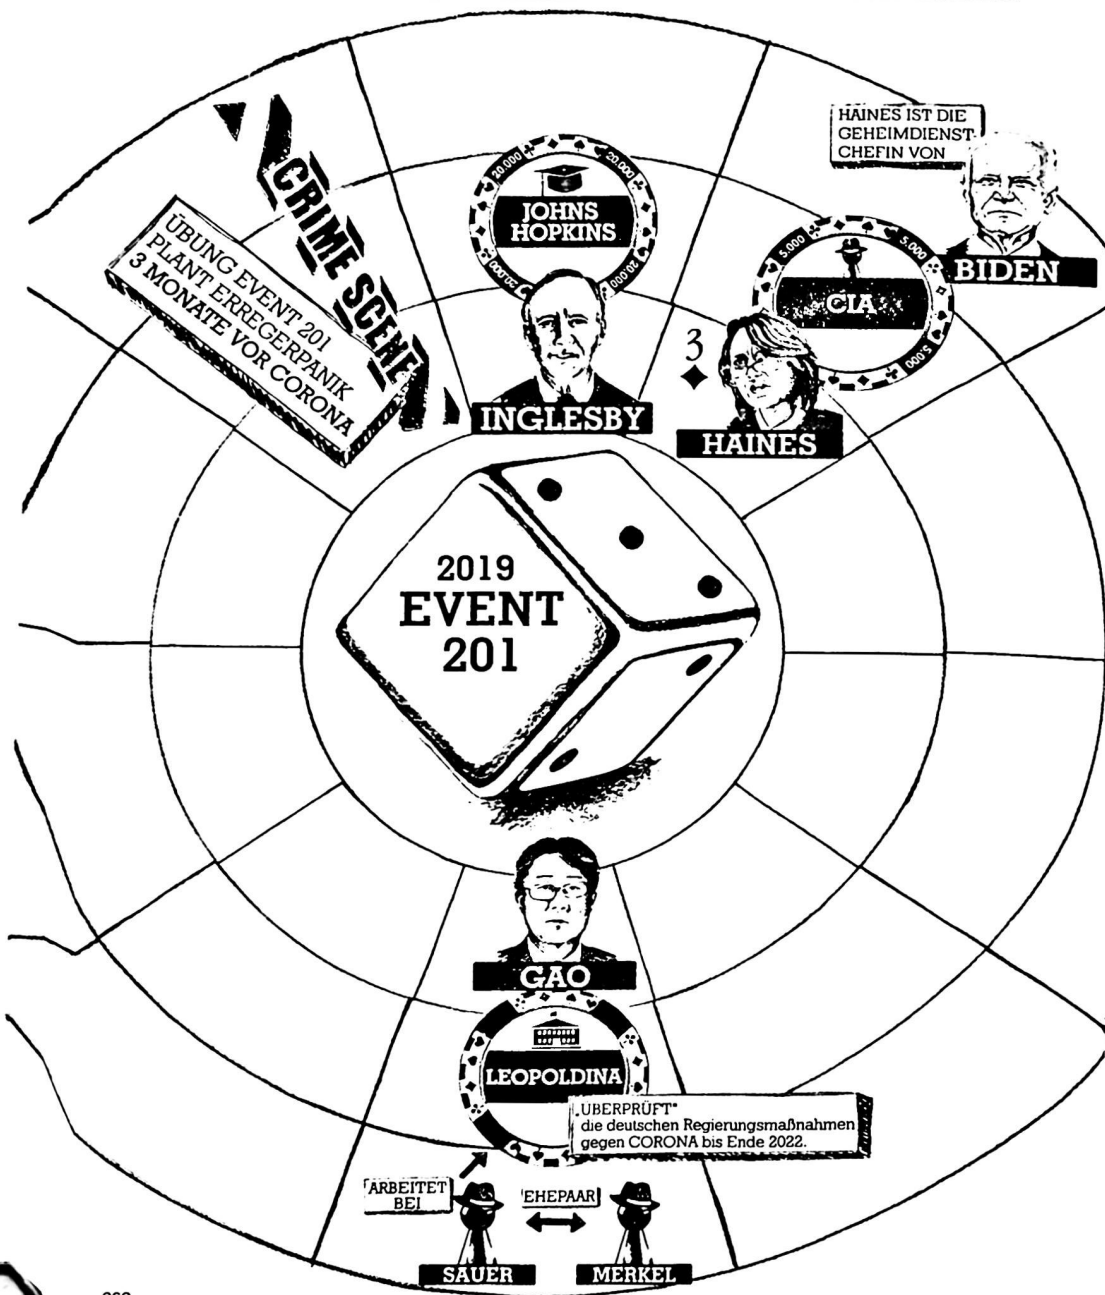 HAINES IST DIE
GEHEIMDIENST-
CHEFIN VON
BIDEN
CRIME SCENE
ÜBUNG EVENT 201
PLANT ERREGERPANIK
3 MONATE VOR CORONA
20.000
20.000
JOHNS
HOPKINS
20.000
20.000
INGLESBY
5.000
5.000
CIA
5.000
3
HAINES
2019
EVENT
201
GAO
LEOPOLDINA
„ÜBERPRÜFT“
die deutschen Regierungsmaßnahmen
gegen CORONA bis Ende 2022.
ARBEITET
BEI
EHEPAAR
SAUER
MERKEL